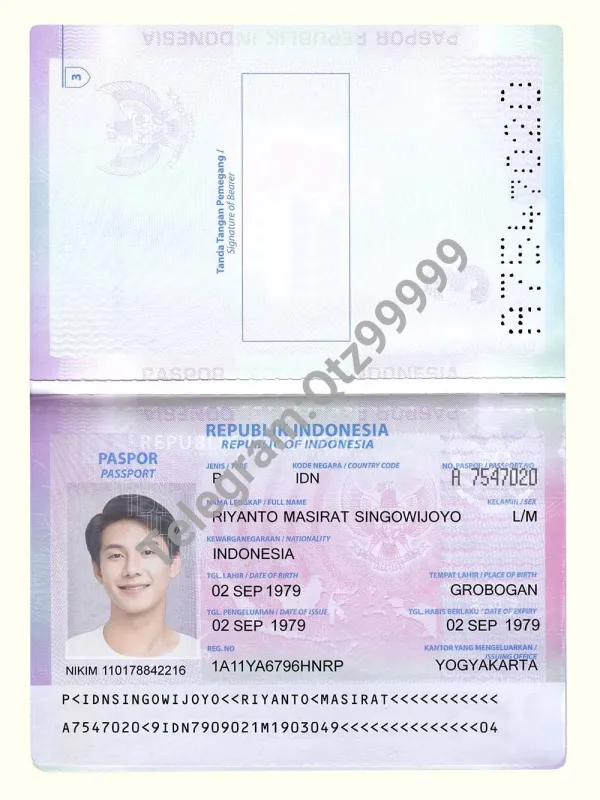 PASPOR REPUBLIK INDONESIA
3
Tanda Tangan Pemegang /
Signature of Bearer
A7547020
PASPOR INDONESIA
REPUBLIK INDONESIA
REPUBLIC OF INDONESIA
PASPOR
PASSPORT
JENIS / TYPE
KODE NEGARA / COUNTRY CODE
NO. PASPOR / PASSPORT NO.
P
IDN
A 7547020
NAMA LENGKAP / FULL NAME
KELAMIN / SEX
RIYANTO MASIRAT SINGOWIJOYO
L/M
KEWARGANEGARAAN / NATIONALITY
INDONESIA
TGL. LAHIR / DATE OF BIRTH
TEMPAT LAHIR / PLACE OF BIRTH
02 SEP 1979
GROBOGAN
TGL. PENGELUARAN / DATE OF ISSUE
TGL. HABIS BERLAKU / DATE OF EXPIRY
02 SEP 1979
02 SEP 1979
REG. NO
KANTOR YANG MENGELUARKAN /
ISSUING OFFICE
1A11YA6796HNRP
YOGYAKARTA
NIKIM 110178842216
P<IDNSINGOWIJOYO<<RIYANTO<MASIRAT<<<<<<<<<<<
A7547020<9IDN7909021M1903049<<<<<<<<<<<<<<04
Telegram:Qtz99999